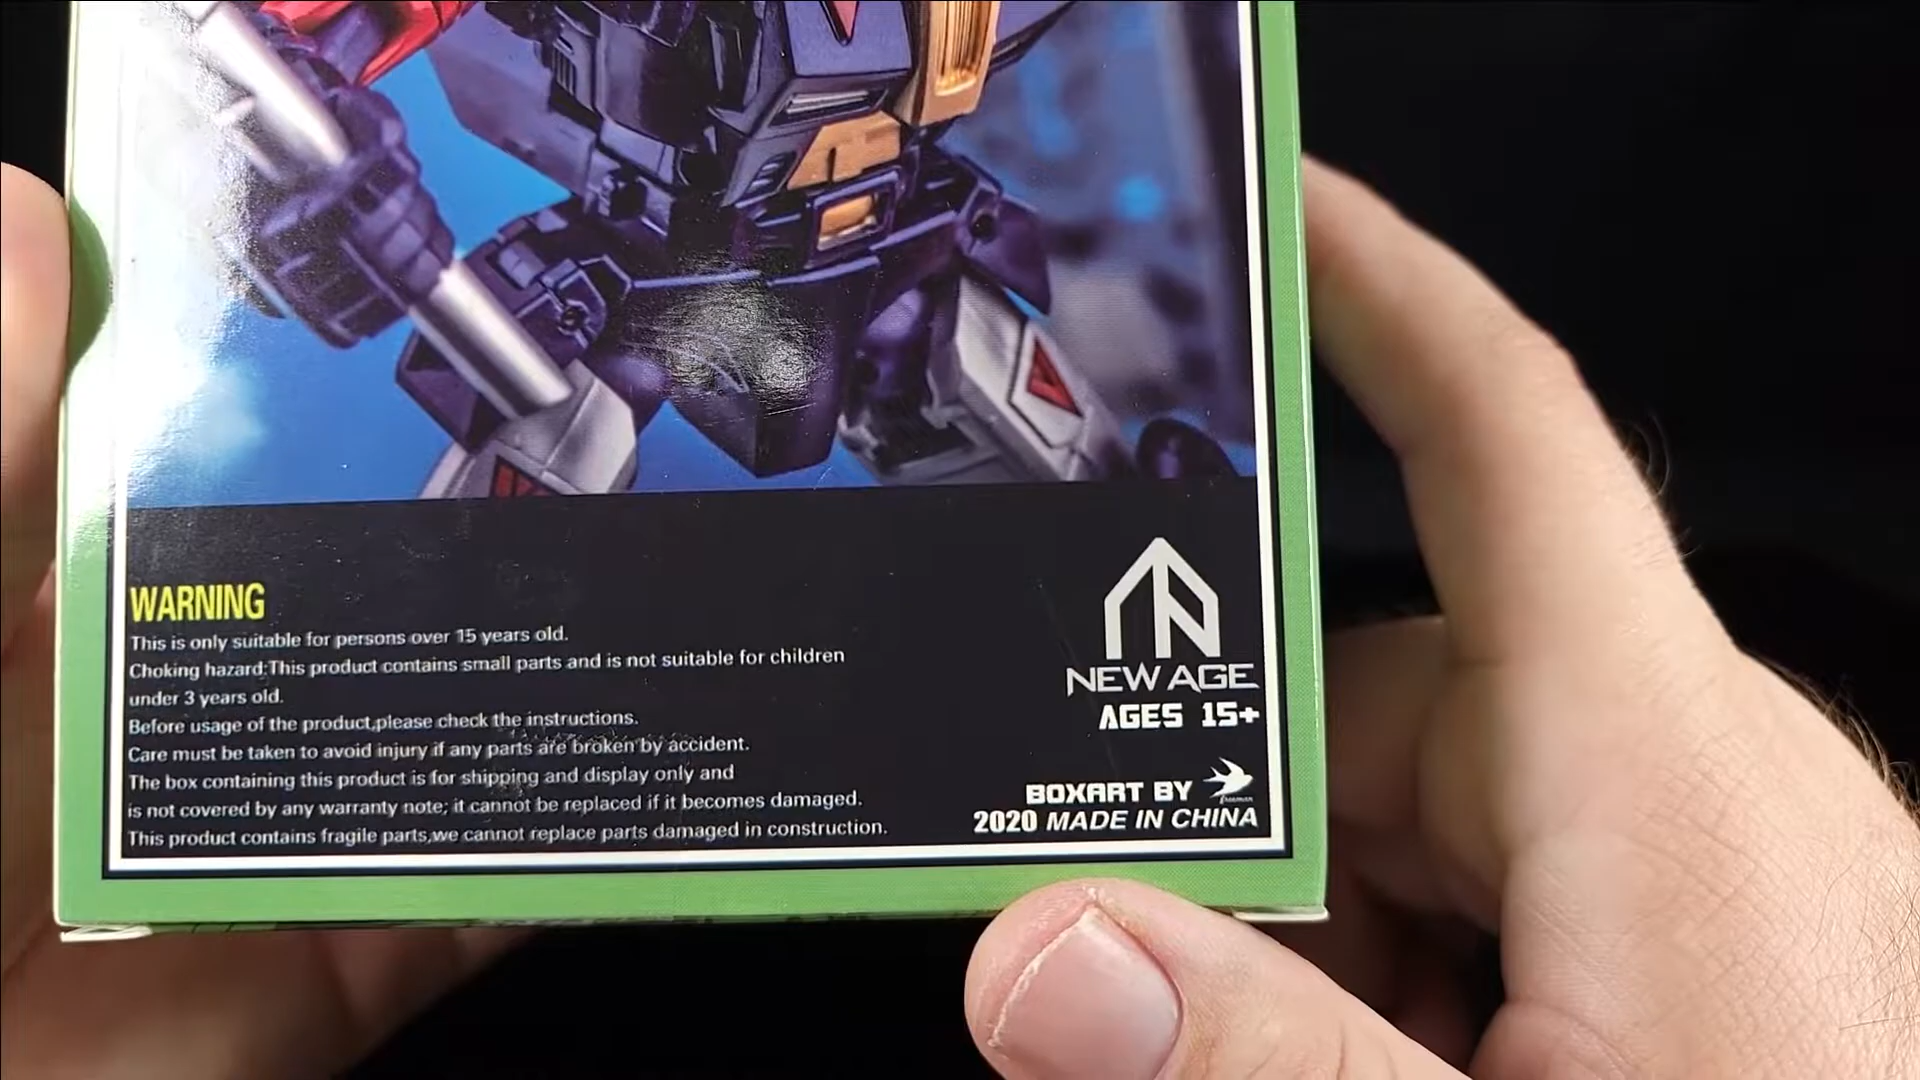 WARNING
This is only suitable for persons over 15 years old.
Choking hazard:This product contains small parts and is not suitable for children
under 3 years old.
Before usage of the product,please check the instructions.
Care must be taken to avoid injury if any parts are broken by accident.
The box containing this product is for shipping and display only and
is not covered by any warranty note; it cannot be replaced if it becomes damaged.
This product contains fragile parts,we cannot replace parts damaged in construction.
NEW AGE
AGES 15+
BOXART BY
freeman
2020 MADE IN CHINA